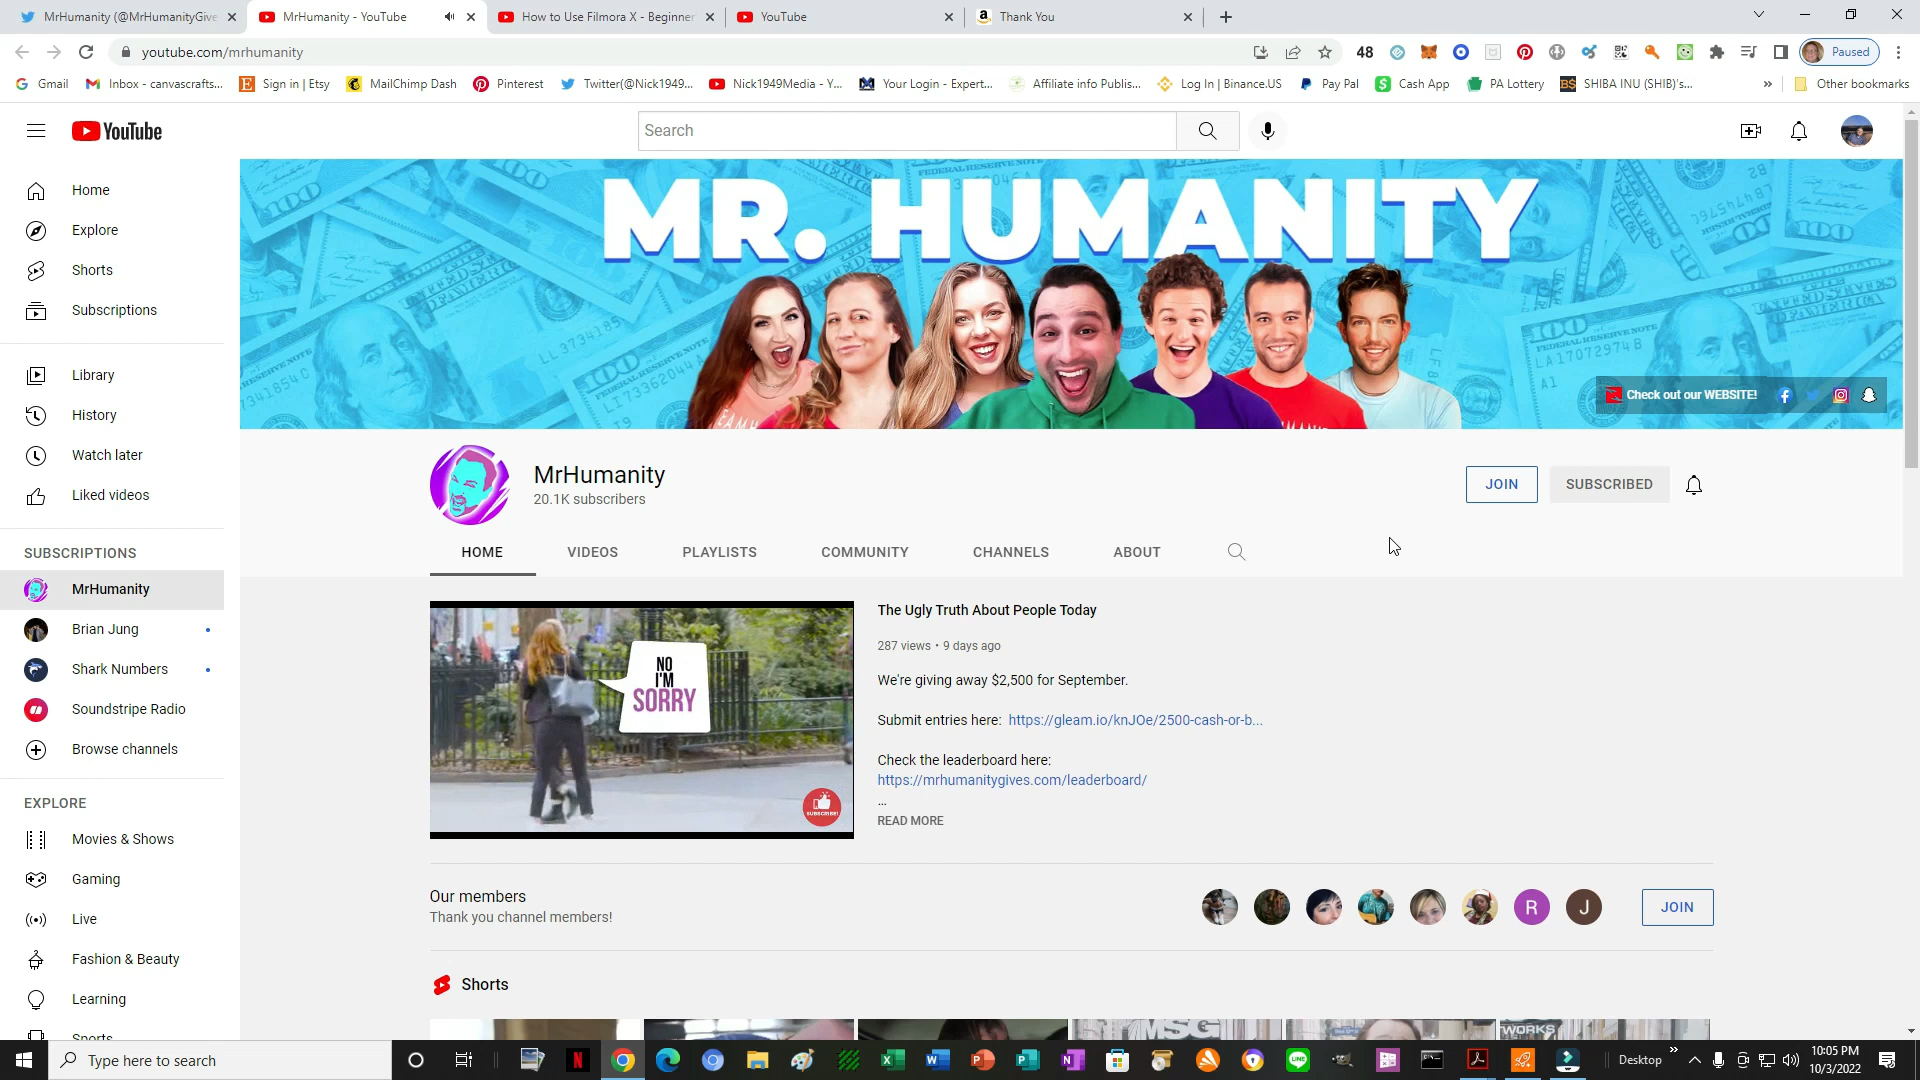 MrHumanity (@MrHumanityGive
MrHumanity - YouTube
How to Use Filmora X - Beginner
YouTube
Thank You
youtube.com/mrhumanity
48
Paused
Gmail
Inbox - canvascrafts...
Sign in | Etsy
MailChimp Dash
Pinterest
Twitter(@Nick1949...
Nick1949Media - Y...
Your Login - Expert...
Affiliate info Publis...
Log In | Binance.US
Pay Pal
Cash App
PA Lottery
SHIBA INU (SHIB)'s...
»
Other bookmarks
YouTube
Search
Home
Explore
Shorts
Subscriptions
Library
History
Watch later
Liked videos
SUBSCRIPTIONS
MrHumanity
Brian Jung
Shark Numbers
Soundstripe Radio
Browse channels
EXPLORE
Movies & Shows
Gaming
Live
Fashion & Beauty
Learning
Sports
MR. HUMANITY
Check out our WEBSITE!
MrHumanity
20.1K subscribers
JOIN
SUBSCRIBED
HOME
VIDEOS
PLAYLISTS
COMMUNITY
CHANNELS
ABOUT
NO
I'M
SORRY
SUBSCRIBE!
The Ugly Truth About People Today
287 views • 9 days ago
We're giving away $2,500 for September.
Submit entries here: https://gleam.io/knJOe/2500-cash-or-b...
Check the leaderboard here:
https://mrhumanitygives.com/leaderboard/
...
READ MORE
Our members
Thank you channel members!
R
J
JOIN
Shorts
MSG
WORKS
Type here to search
Desktop
»
10:05 PM
10/3/2022